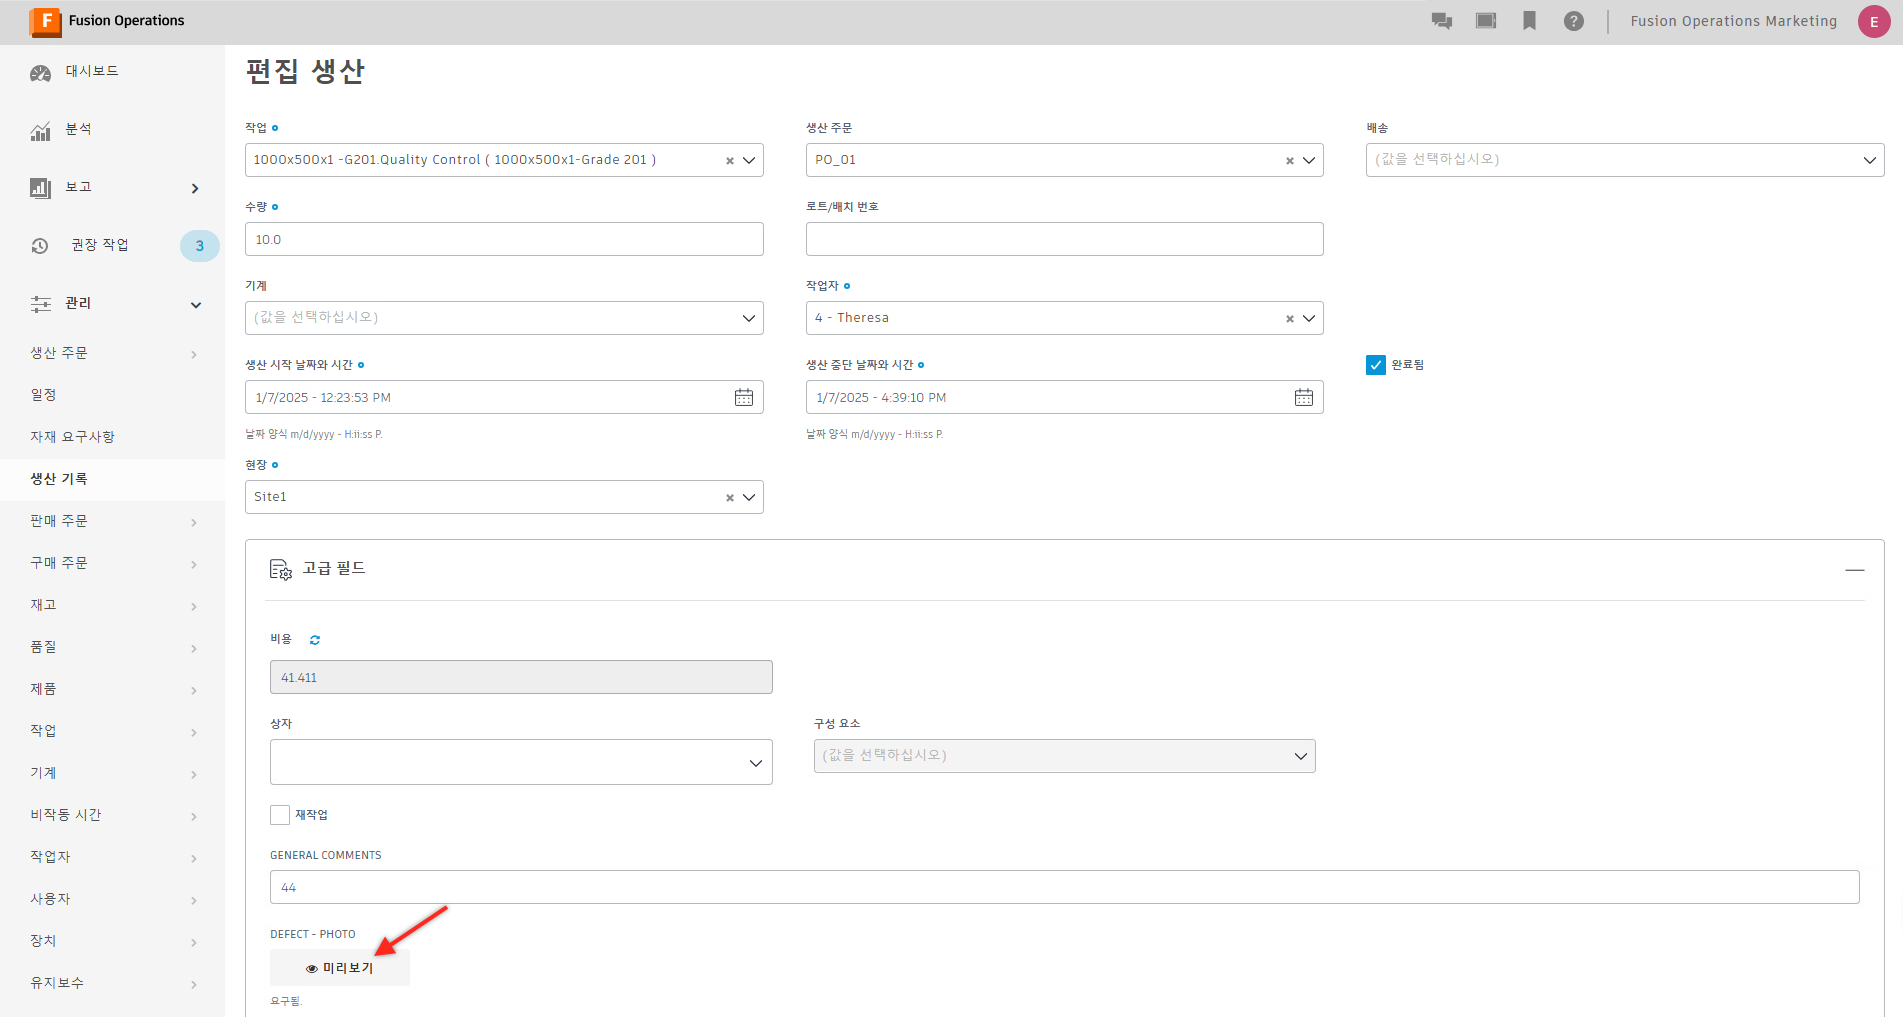 F Fusion Operations
Fusion Operations Marketing
E
대시보드
분석
보고
권장 작업
3
관리
생산 주문
일정
자재 요구사항
생산 기록
판매 주문
구매 주문
재고
품질
제품
작업
기계
비작동 시간
작업자
사용자
장치
유지보수
편집 생산
작업
생산 주문
배송
1000x500x1 -G201.Quality Control ( 1000x500x1-Grade 201 )
PO_01
(값을 선택하십시오)
수량
로트/배치 번호
10.0
기계
작업자
(값을 선택하십시오)
4 - Theresa
생산 시작 날짜와 시간
생산 중단 날짜와 시간
완료됨
1/7/2025 - 12:23:53 PM
1/7/2025 - 4:39:10 PM
날짜 양식 m/d/yyyy - H:ii:ss P.
날짜 양식 m/d/yyyy - H:ii:ss P.
현장
Site1
고급 필드
비용
41.411
상자
구성 요소
(값을 선택하십시오)
재작업
GENERAL COMMENTS
44
DEFECT - PHOTO
미리보기
요구됨.